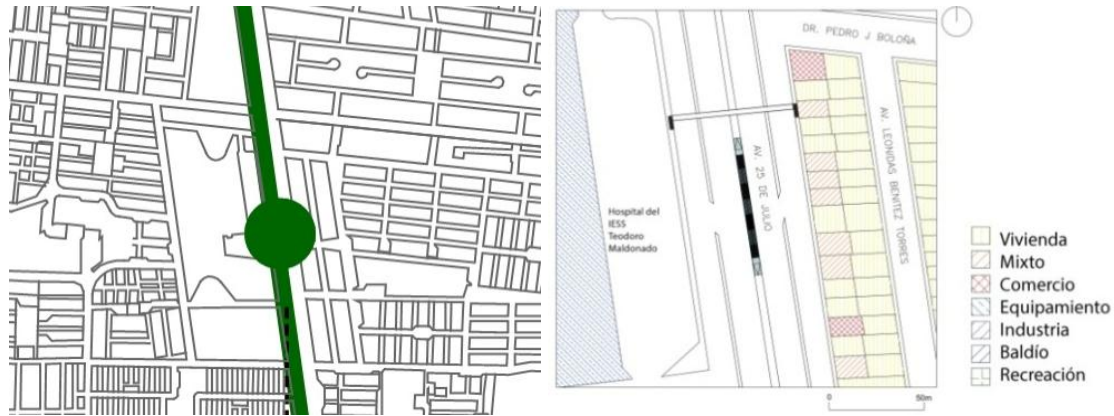 DR. PEDRO J BOLOÑA
AV. LEONIDAS BENITEZ TORRES
AV. 25 DE JULIO
Hospital del
IESS
Teodoro
Maldonado
Vivienda
Mixto
Comercio
Equipamiento
Industria
Baldío
Recreación
0 50m